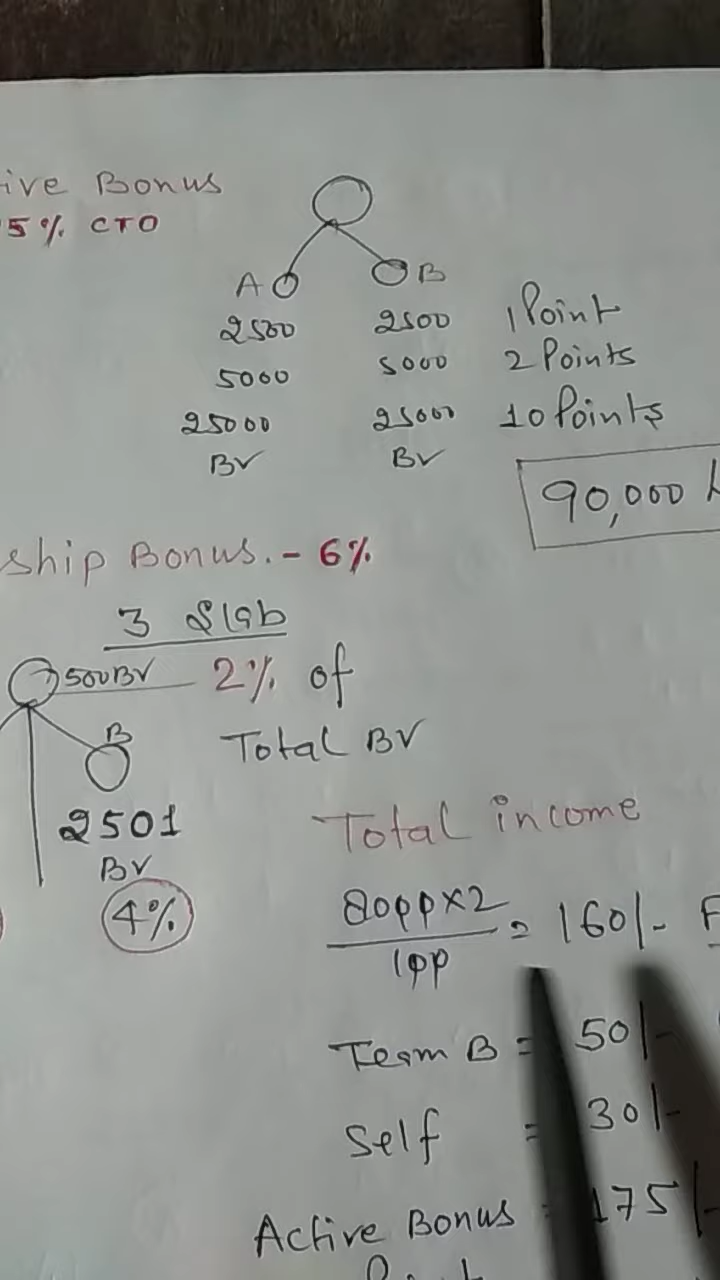 ive Bonus
5% CTO
A B
2500 2500 1 Point
5000 5000 2 Points
25000 25000 10 Points
BV BV
90,000
ship Bonus. - 6%
3 Slab
500BV 2% of
B Total BV
2501
BV
Total income
4%
8000×2 = 160/- F
100
Team B = 50/-
Self = 30/-
Active Bonus = 175/-